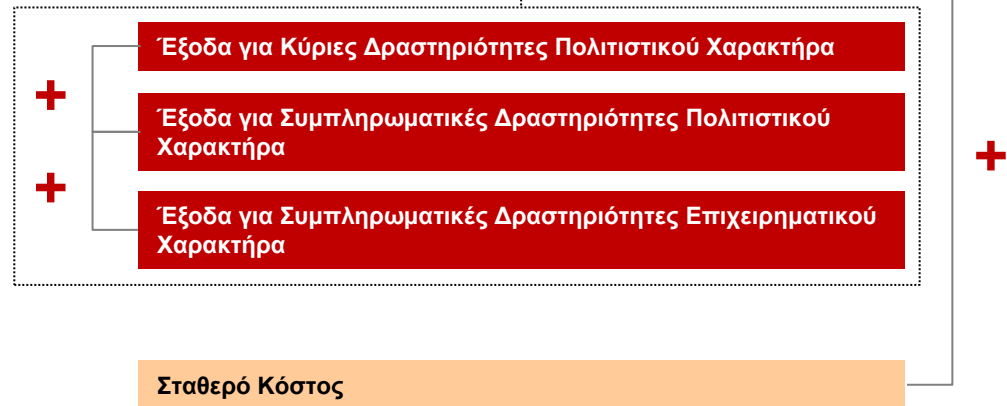 Έξοδα για Κύριες Δραστηριότητες Πολιτιστικού Χαρακτήρα
+
Έξοδα για Συμπληρωματικές Δραστηριότητες Πολιτιστικού
Χαρακτήρα
+
+
Έξοδα για Συμπληρωματικές Δραστηριότητες Επιχειρηματικού
Χαρακτήρα
Σταθερό Κόστος